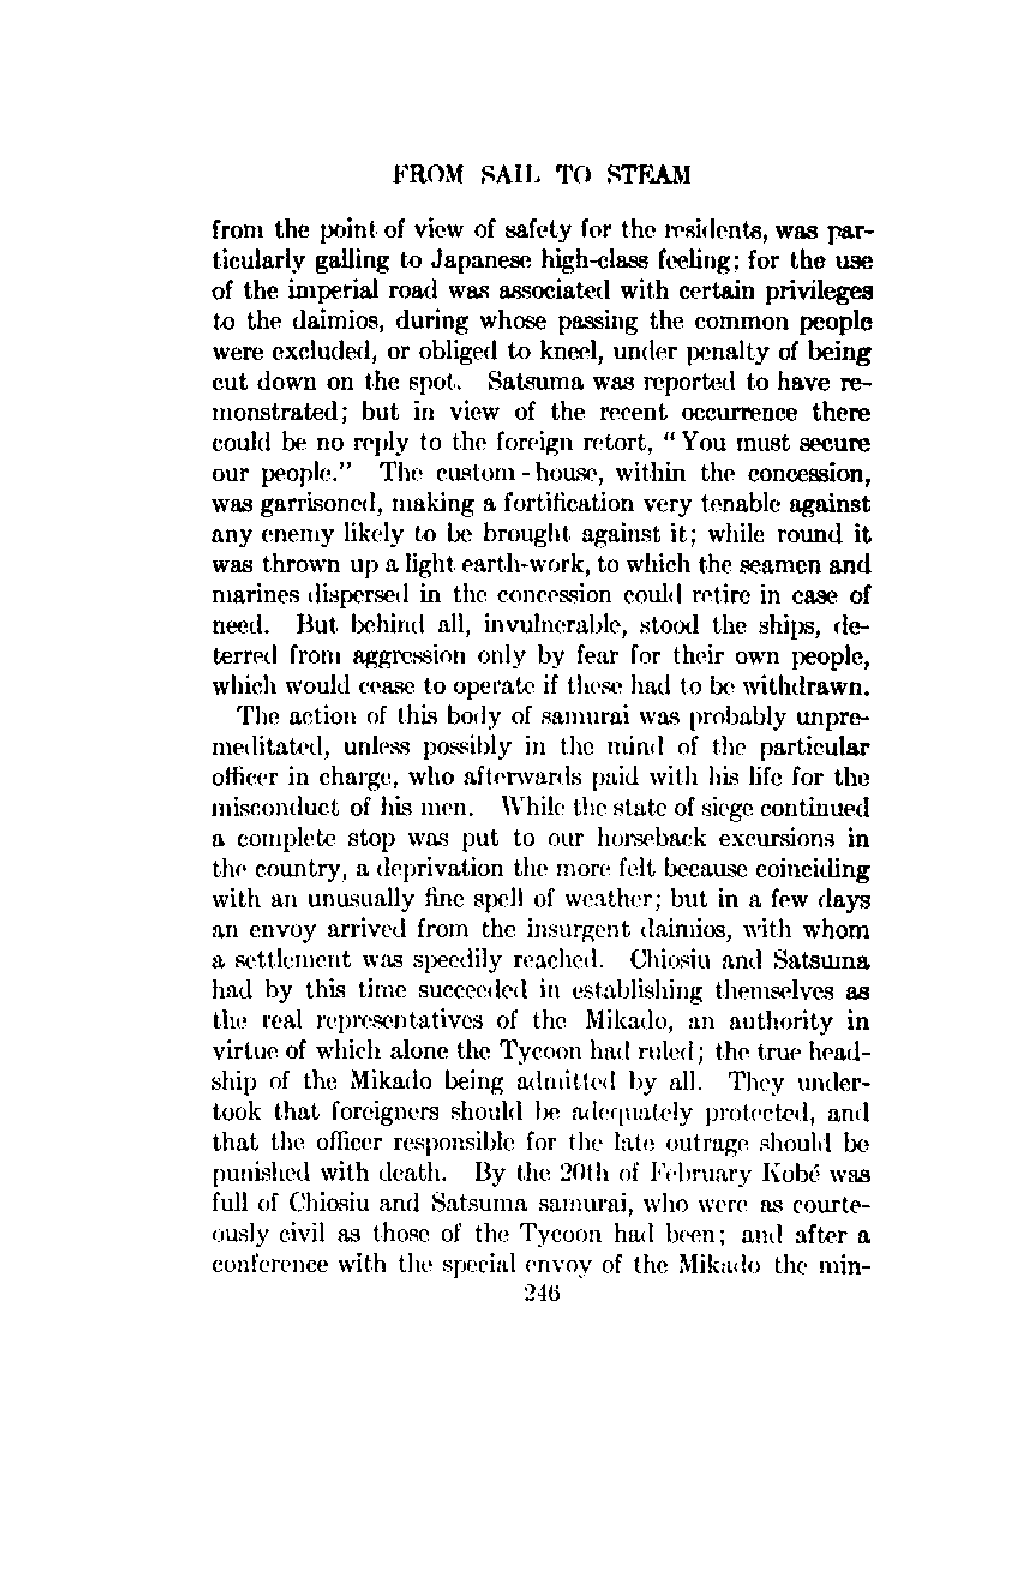 FROM SAIL TO STEAM
from the point of view of safety for the residents, was par-
ticularly galling to Japanese high-class feeling; for the use
of the imperial road was associated with certain privileges
to the daimios, during whose passing the common people
were excluded, or obliged to kneel, under penalty of being
cut down on the spot. Satsuma was reported to have re-
monstrated; but in view of the recent occurrence there
could be no reply to the foreign retort, “You must secure
our people.” The custom-house, within the concession,
was garrisoned, making a fortification very tenable against
any enemy likely to be brought against it; while round it
was thrown up a light earth-work, to which the seamen and
marines dispersed in the concession could retire in case of
need. But behind all, invulnerable, stood the ships, de-
terred from aggression only by fear for their own people,
which would cease to operate if these had to be withdrawn.
The action of this body of samurai was probably unpre-
meditated, unless possibly in the mind of the particular
officer in charge, who afterwards paid with his life for the
misconduct of his men. While the state of siege continued
a complete stop was put to our horseback excursions in
the country, a deprivation the more felt because coinciding
with an unusually fine spell of weather; but in a few days
an envoy arrived from the insurgent daimios, with whom
a settlement was speedily reached. Chiosiu and Satsuma
had by this time succeeded in establishing themselves as
the real representatives of the Mikado, an authority in
virtue of which alone the Tycoon had ruled; the true head-
ship of the Mikado being admitted by all. They under-
took that foreigners should be adequately protected, and
that the officer responsible for the late outrage should be
punished with death. By the 20th of February Kobé was
full of Chiosiu and Satsuma samurai, who were as courte-
ously civil as those of the Tycoon had been; and after a
conference with the special envoy of the Mikado the min-
246